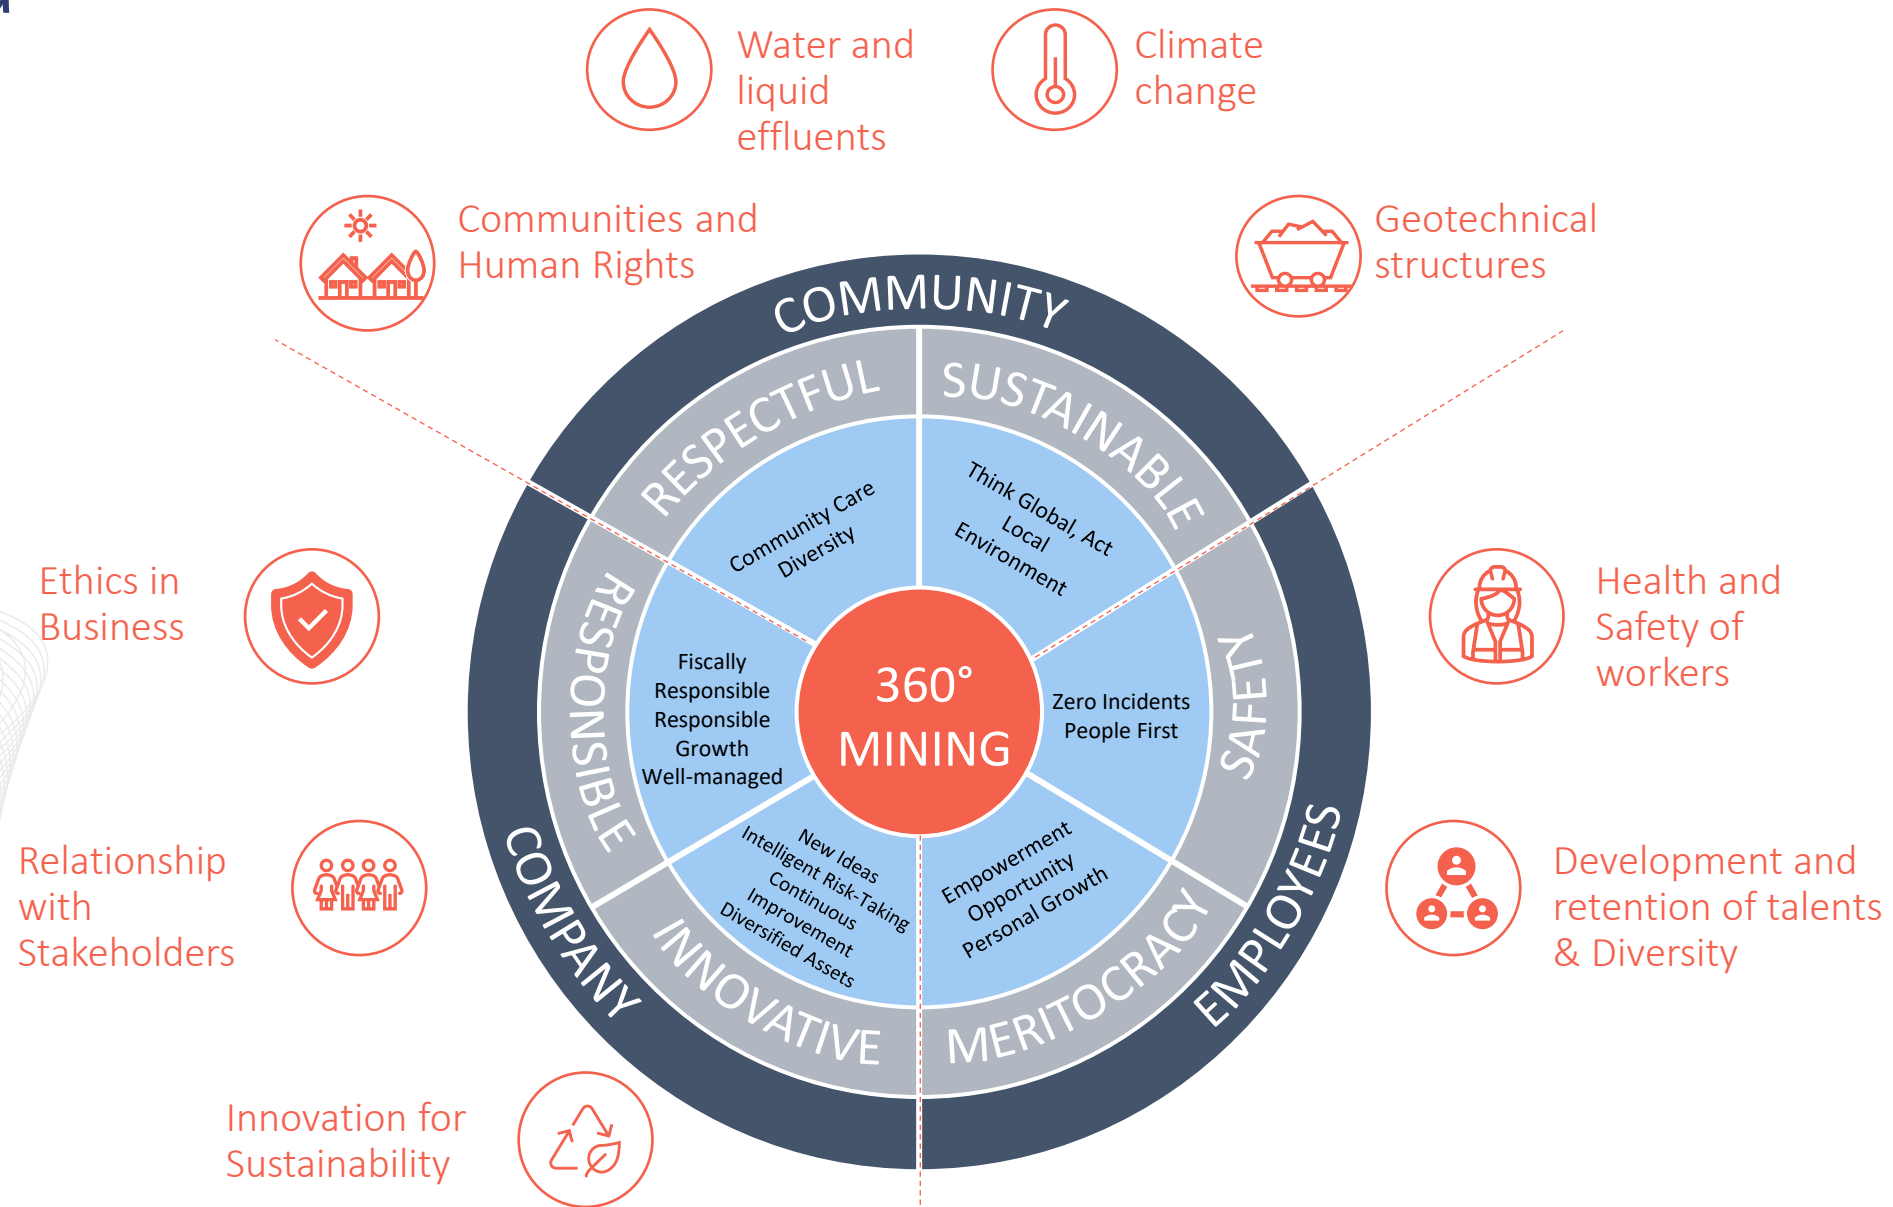 Water and
liquid
effluents
Climate
change
Communities and
Human Rights
Geotechnical
structures
COMMUNITY
RESPECTFUL
SUSTAINABLE
Community Care
Diversity
Think Global, Act
Local
Environment
Ethics in
Business
RESPONSIBLE
Fiscally
Responsible
Responsible
Growth
Well-managed
360°
MINING
Zero Incidents
People First
SAFETY
Health and
Safety of
workers
Relationship
with
Stakeholders
COMPANY
INNOVATIVE
New Ideas
Intelligent Risk-Taking
Continuous
Improvement
Diversified Assets
Empowerment
Opportunity
Personal Growth
MERITOCRACY
EMPLOYEES
Development and
retention of talents
& Diversity
Innovation for
Sustainability